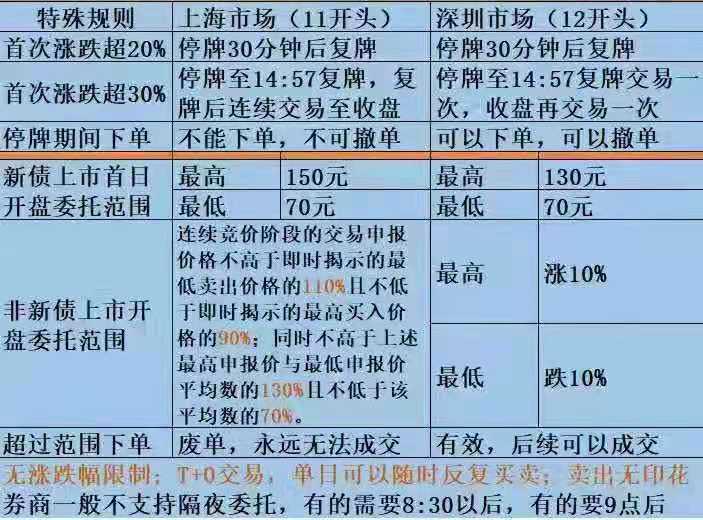 特殊规则 上海市场（11开头） 深圳市场（12开头）
首次涨跌超20% 停牌30分钟后复牌 停牌30分钟后复牌
首次涨跌超30% 停牌至14:57复牌，复牌后连续交易至收盘 停牌至14:57复牌交易一次，收盘再交易一次
停牌期间下单 不能下单，不可撤单 可以下单，可以撤单
新债上市首日开盘委托范围 最高 150元 最高 130元
最低 70元 最低 70元
非新债上市开盘委托范围
连续竞价阶段的交易申报
价格不高于即时揭示的最
低卖出价格的110%且不低
于即时揭示的最高买入价
格的90%；同时不高于上述
最高申报价与最低申报价
平均数的130%且不低于该
平均数的70%。
最高 涨10%
最低 跌10%
超过范围下单 废单，永远无法成交 有效，后续可以成交
无涨跌幅限制；T+0交易，单日可以随时反复买卖；卖出无印花
券商一般不支持隔夜委托，有的需要8:30以后，有的要9点后